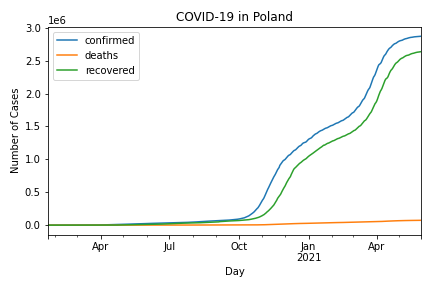 COVID-19 in Poland
1e6
confirmed
deaths
recovered
Number of Cases
3.0
2.5
2.0
1.5
1.0
0.5
0.0
Apr
Jul
Oct
Jan
2021
Apr
Day